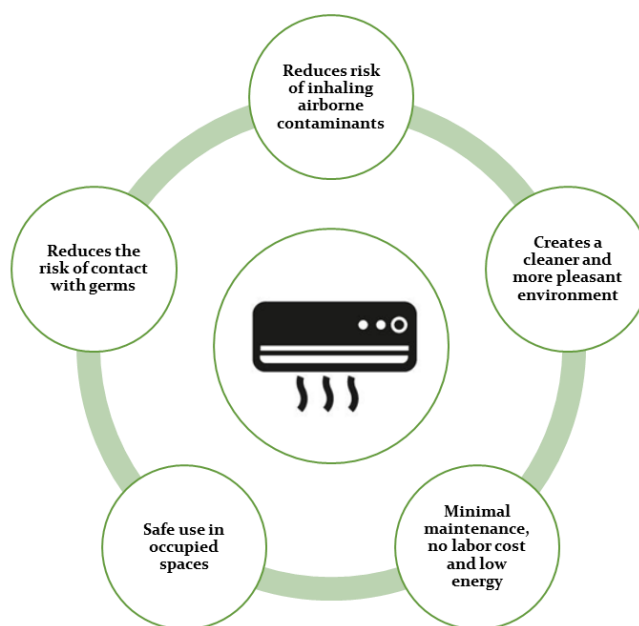 Reduces risk
of inhaling
airborne
contaminants
Creates a
cleaner and
more pleasant
environment
Minimal
maintenance,
no labor cost
and low
energy
Safe use in
occupied
spaces
Reduces the
risk of contact
with germs